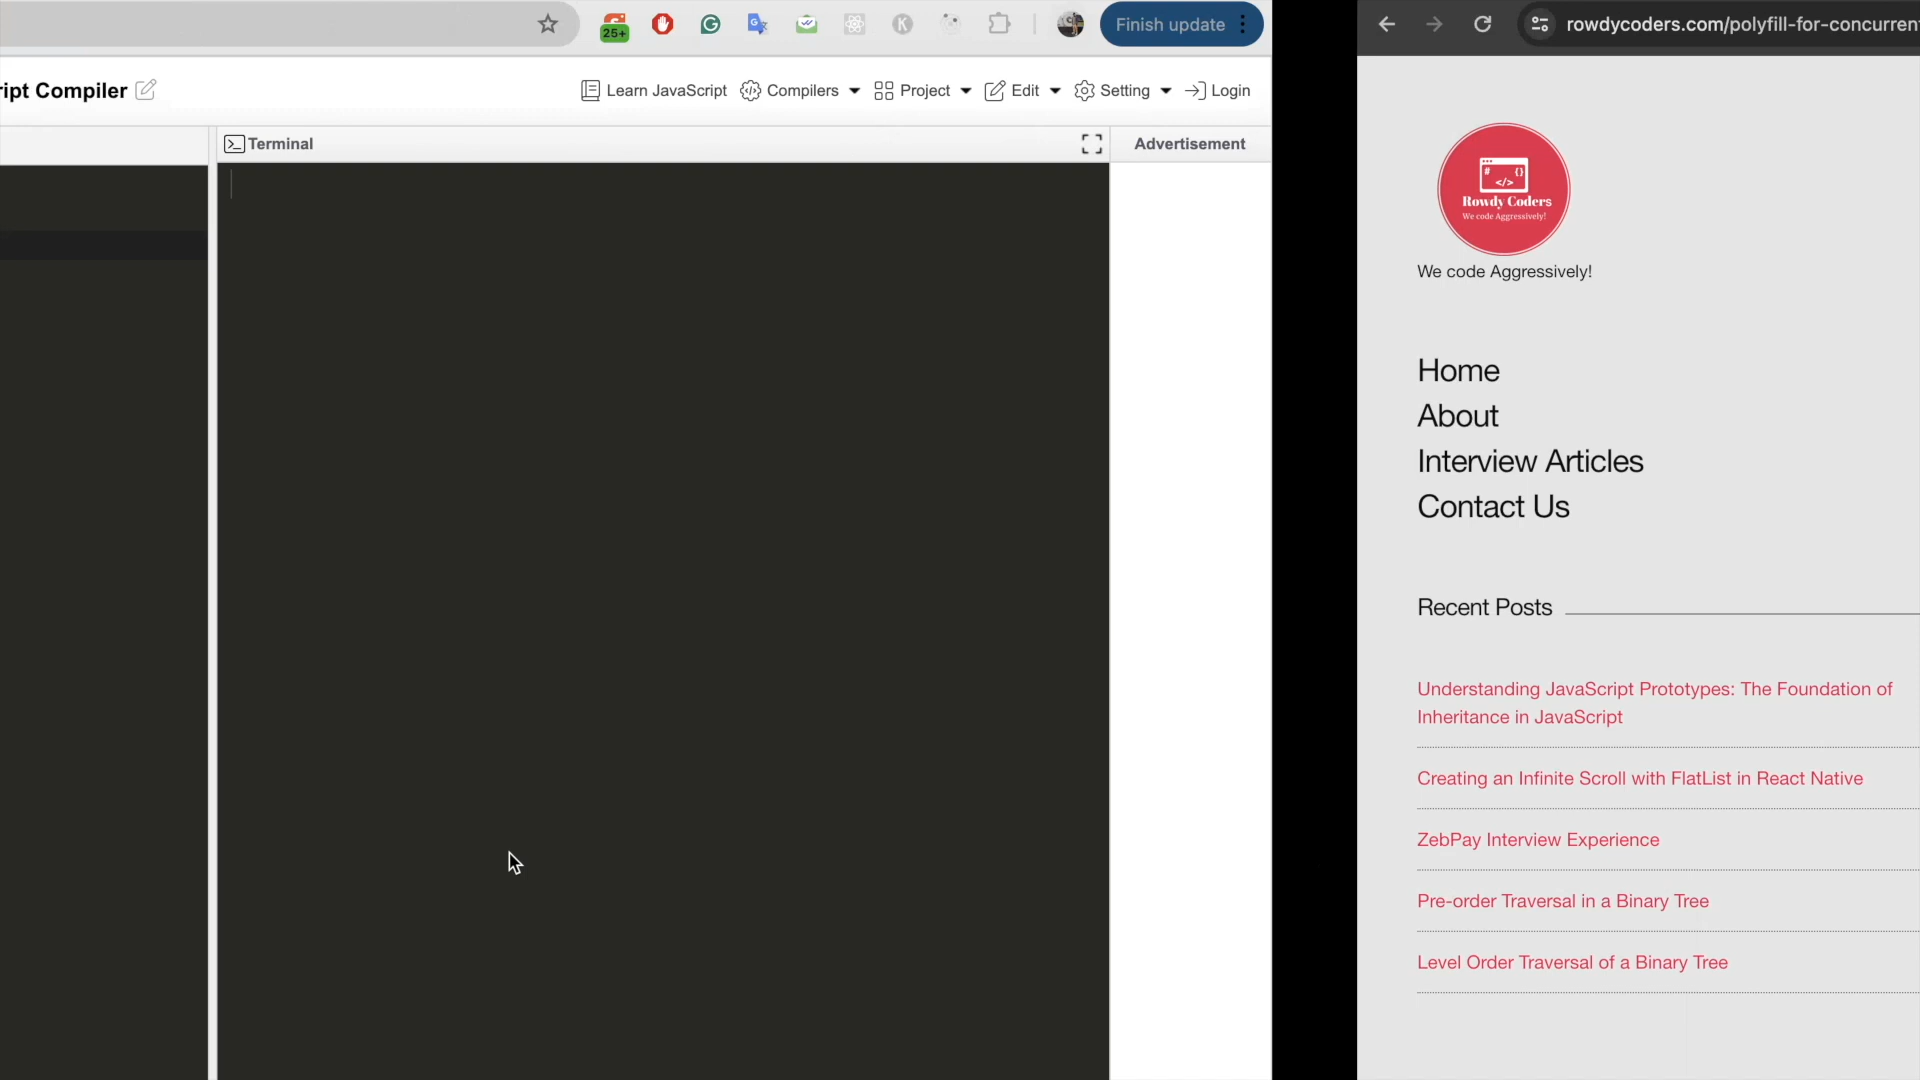 25+
Finish update
ript Compiler
Learn JavaScript
Compilers
Project
Edit
Setting
Login
Terminal
Advertisement
rowdycoders.com/polyfill-for-concurren
# {}
</>
Rowdy Coders
We code Aggressively!
We code Aggressively!
Home
About
Interview Articles
Contact Us
Recent Posts
Understanding JavaScript Prototypes: The Foundation of
Inheritance in JavaScript
Creating an Infinite Scroll with FlatList in React Native
ZebPay Interview Experience
Pre-order Traversal in a Binary Tree
Level Order Traversal of a Binary Tree